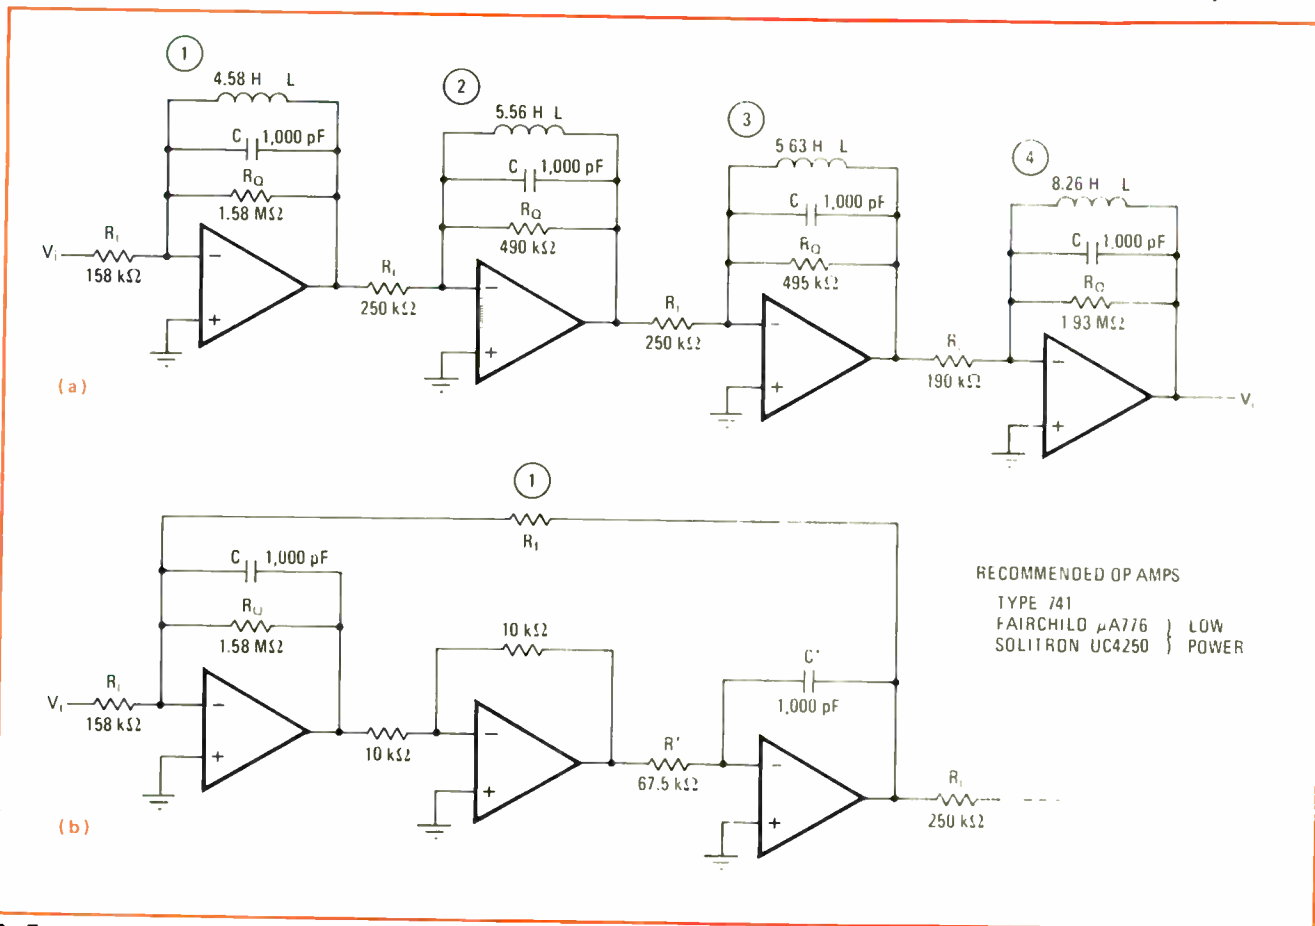 1
4.58 H L
C 1,000 pF
RQ
1.58 MΩ
Vi
Ri
158 kΩ
2
5.56 H L
C 1,000 pF
RQ
490 kΩ
Ri
250 kΩ
3
5 63 H L
C 1,000 pF
RQ
495 kΩ
Ri
250 kΩ
4
8.26 H L
C 1,000 pF
RQ
1 93 MΩ
R
190 kΩ
− +
− +
− +
− +
(a)
1
R1
C 1,000 pF
RQ
1.58 MΩ
Ri
158 kΩ
10 kΩ
10 kΩ
R'
67.5 kΩ
C'
1,000 pF
Ri
250 kΩ
− +
− +
− +
(b)
RECOMMENDED OP AMPS
TYPE 741
FAIRCHILD μA776 } LOW
SOLITRON UC4250 } POWER